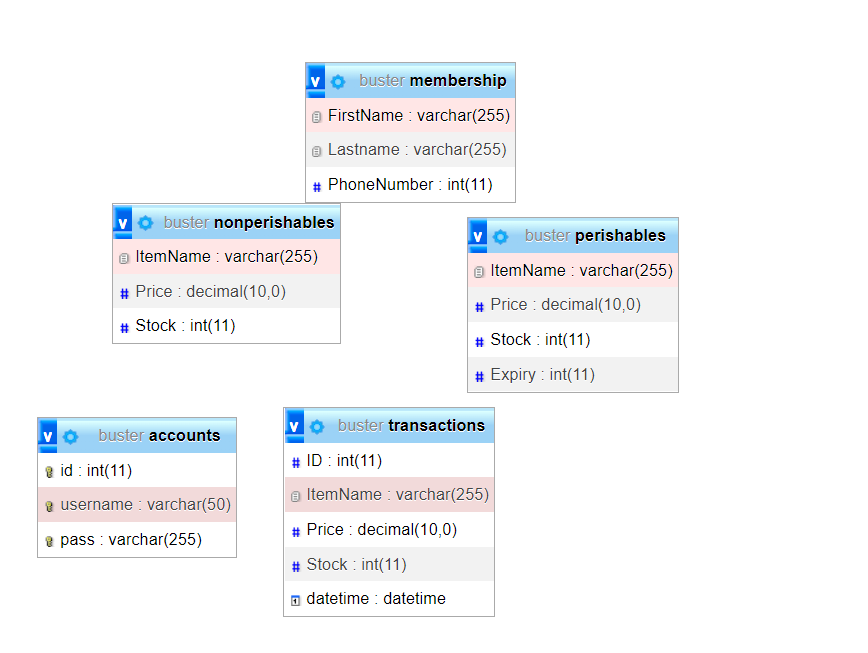 v buster membership
FirstName : varchar(255)
Lastname : varchar(255)
# PhoneNumber : int(11)
v buster nonperishables
ItemName : varchar(255)
# Price : decimal(10,0)
# Stock : int(11)
v buster perishables
ItemName : varchar(255)
# Price : decimal(10,0)
# Stock : int(11)
# Expiry : int(11)
v buster accounts
id : int(11)
username : varchar(50)
pass : varchar(255)
v buster transactions
# ID : int(11)
ItemName : varchar(255)
# Price : decimal(10,0)
# Stock : int(11)
datetime : datetime